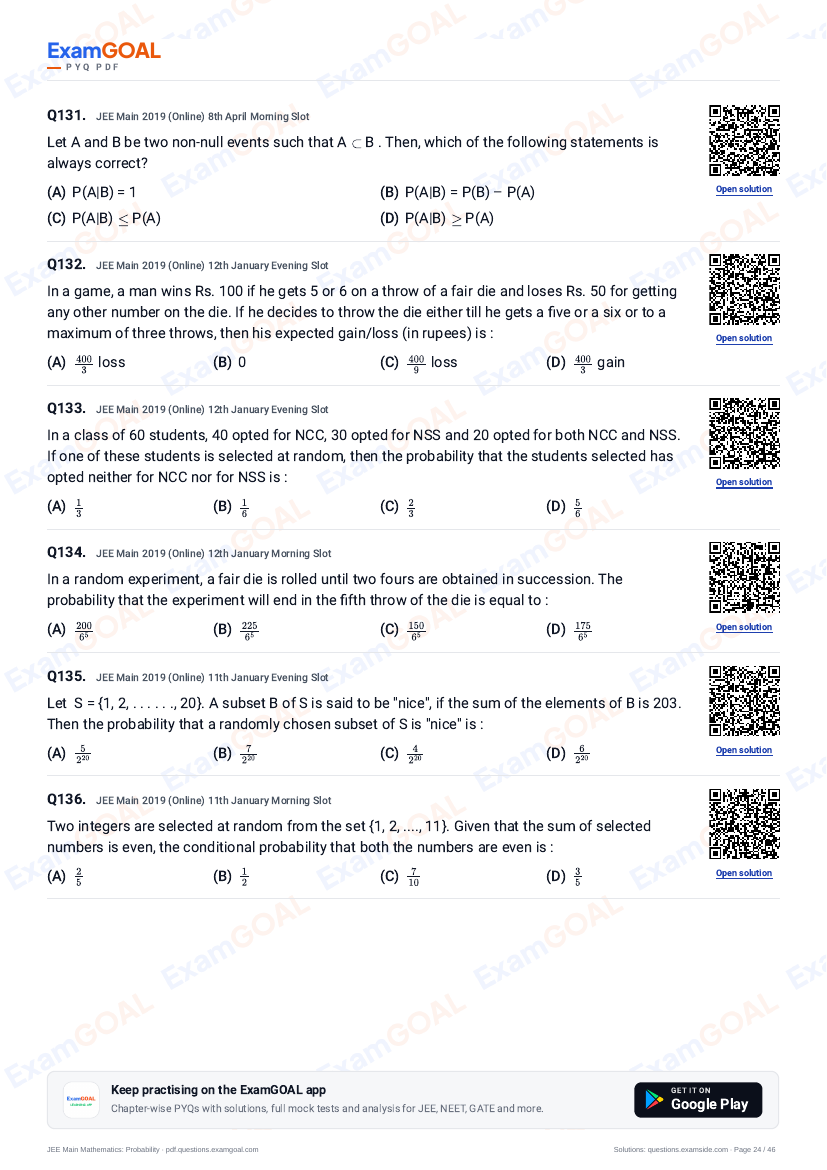 ExamGOAL
PYQ PDF
Q131. JEE Main 2019 (Online) 8th April Morning Slot
Let A and B be two non-null events such that A ⊂ B . Then, which of the following statements is
always correct?
(A) P(A|B) = 1 (B) P(A|B) = P(B) − P(A)
(C) P(A|B) ≤ P(A) (D) P(A|B) ≥ P(A)
Open solution
Q132. JEE Main 2019 (Online) 12th January Evening Slot
In a game, a man wins Rs. 100 if he gets 5 or 6 on a throw of a fair die and loses Rs. 50 for getting
any other number on the die. If he decides to throw the die either till he gets a five or a six or to a
maximum of three throws, then his expected gain/loss (in rupees) is :
(A) 400/3 loss (B) 0 (C) 400/9 loss (D) 400/3 gain
Open solution
Q133. JEE Main 2019 (Online) 12th January Evening Slot
In a class of 60 students, 40 opted for NCC, 30 opted for NSS and 20 opted for both NCC and NSS.
If one of these students is selected at random, then the probability that the students selected has
opted neither for NCC nor for NSS is :
(A) 1/3 (B) 1/6 (C) 2/3 (D) 5/6
Open solution
Q134. JEE Main 2019 (Online) 12th January Morning Slot
In a random experiment, a fair die is rolled until two fours are obtained in succession. The
probability that the experiment will end in the fifth throw of the die is equal to :
(A) 200/6⁵ (B) 225/6⁵ (C) 150/6⁵ (D) 175/6⁵
Open solution
Q135. JEE Main 2019 (Online) 11th January Evening Slot
Let S = {1, 2, . . . . . ., 20}. A subset B of S is said to be "nice", if the sum of the elements of B is 203.
Then the probability that a randomly chosen subset of S is "nice" is :
(A) 5/2²⁰ (B) 7/2²⁰ (C) 4/2²⁰ (D) 6/2²⁰
Open solution
Q136. JEE Main 2019 (Online) 11th January Morning Slot
Two integers are selected at random from the set {1, 2, ...., 11}. Given that the sum of selected
numbers is even, the conditional probability that both the numbers are even is :
(A) 2/5 (B) 1/2 (C) 7/10 (D) 3/5
Open solution
ExamGOAL
Keep practising on the ExamGOAL app
Chapter-wise PYQs with solutions, full mock tests and analysis for JEE, NEET, GATE and more.
GET IT ON
Google Play
JEE Main Mathematics: Probability · pdf.questions.examgoal.com
Solutions: questions.examside.com · Page 24 / 46